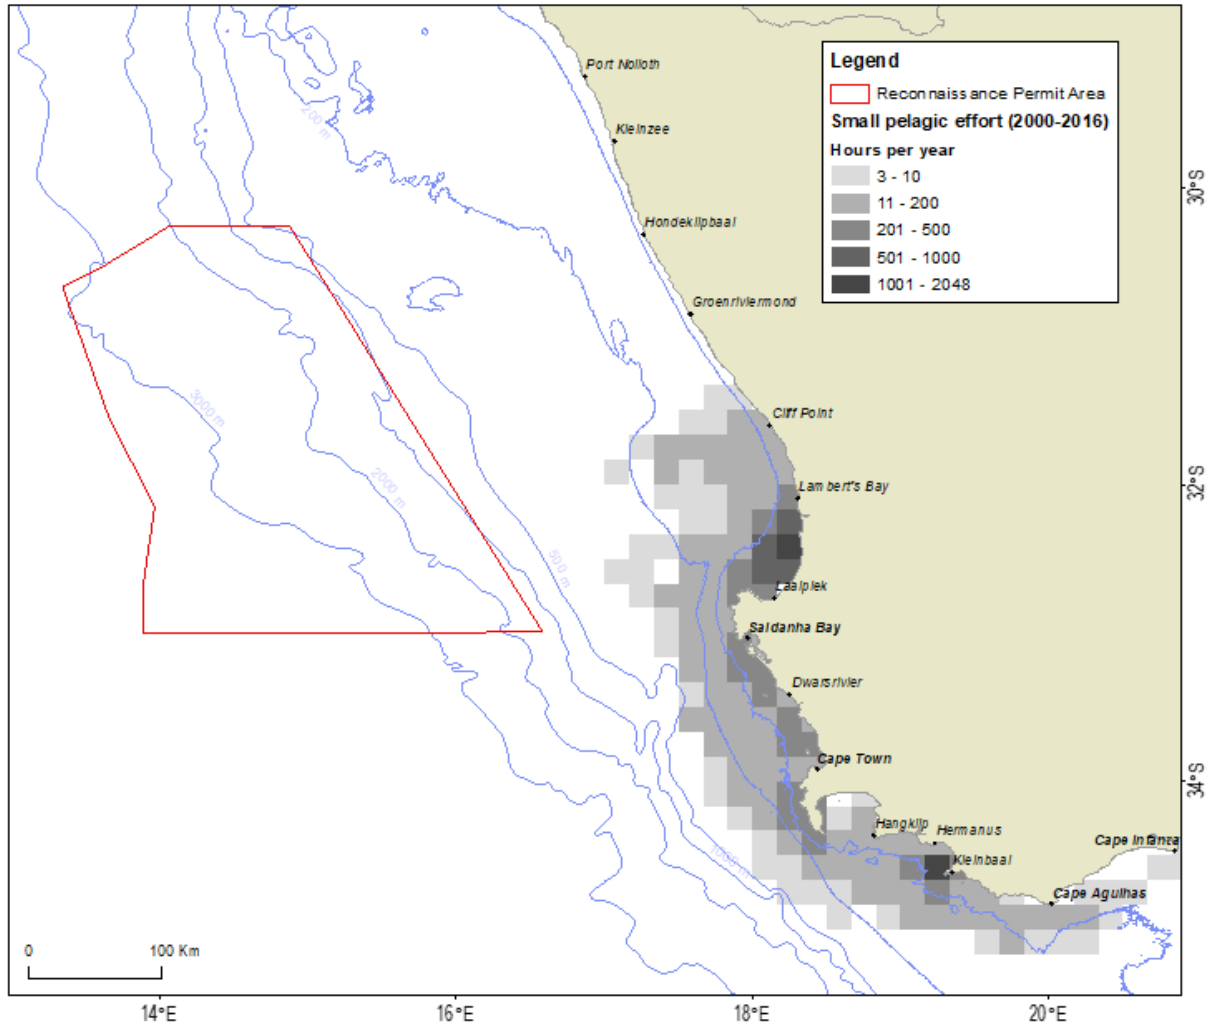 Legend
Reconnaissance Permit Area
Small pelagic effort (2000-2016)
Hours per year
3 - 10
11 - 200
201 - 500
501 - 1000
1001 - 2048
Port Nolloth
200 m
Kleinzee
30°S
Hondeklipbaai
Groenriviermond
3000 m
Cliff Point
2000 m
Lambert's Bay
32°S
500 m
Laaiplek
Saldanha Bay
Dwarsrivier
Cape Town
34°S
Hangklip
Hermanus
Cape Infanta
1000 m
Kleinbaai
Cape Agulhas
0
100 Km
14°E
16°E
18°E
20°E